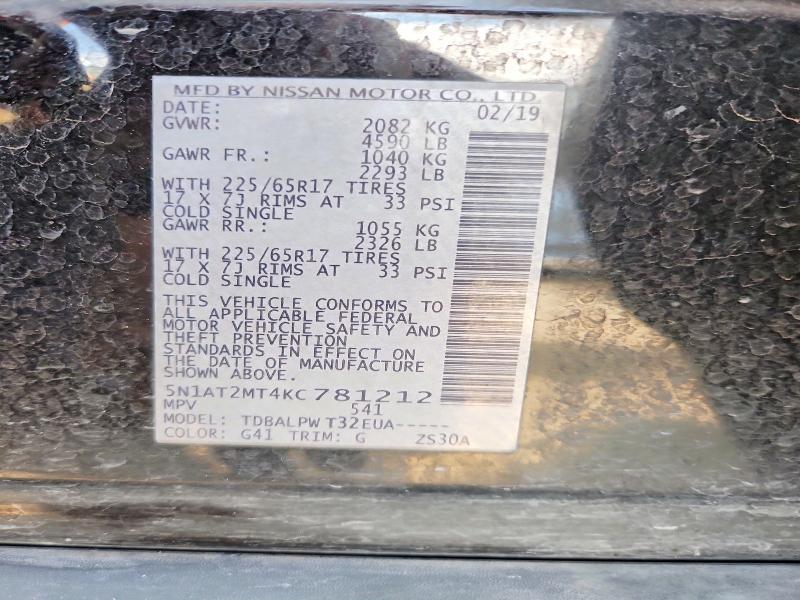 MFD BY NISSAN MOTOR CO., LTD.
DATE: 02/19
GVWR: 2082 KG
4590 LB
GAWR FR.: 1040 KG
2293 LB
WITH 225/65R17 TIRES
17 X 7J RIMS AT 33 PSI
COLD SINGLE
GAWR RR.: 1055 KG
2326 LB
WITH 225/65R17 TIRES
17 X 7J RIMS AT 33 PSI
COLD SINGLE
THIS VEHICLE CONFORMS TO
ALL APPLICABLE FEDERAL
MOTOR VEHICLE SAFETY AND
THEFT PREVENTION
STANDARDS IN EFFECT ON
THE DATE OF MANUFACTURE
SHOWN ABOVE.
5N1AT2MT4KC781212
MPV 541
MODEL: TDBALPW T32EUA-----
COLOR: G41 TRIM: G ZS30A